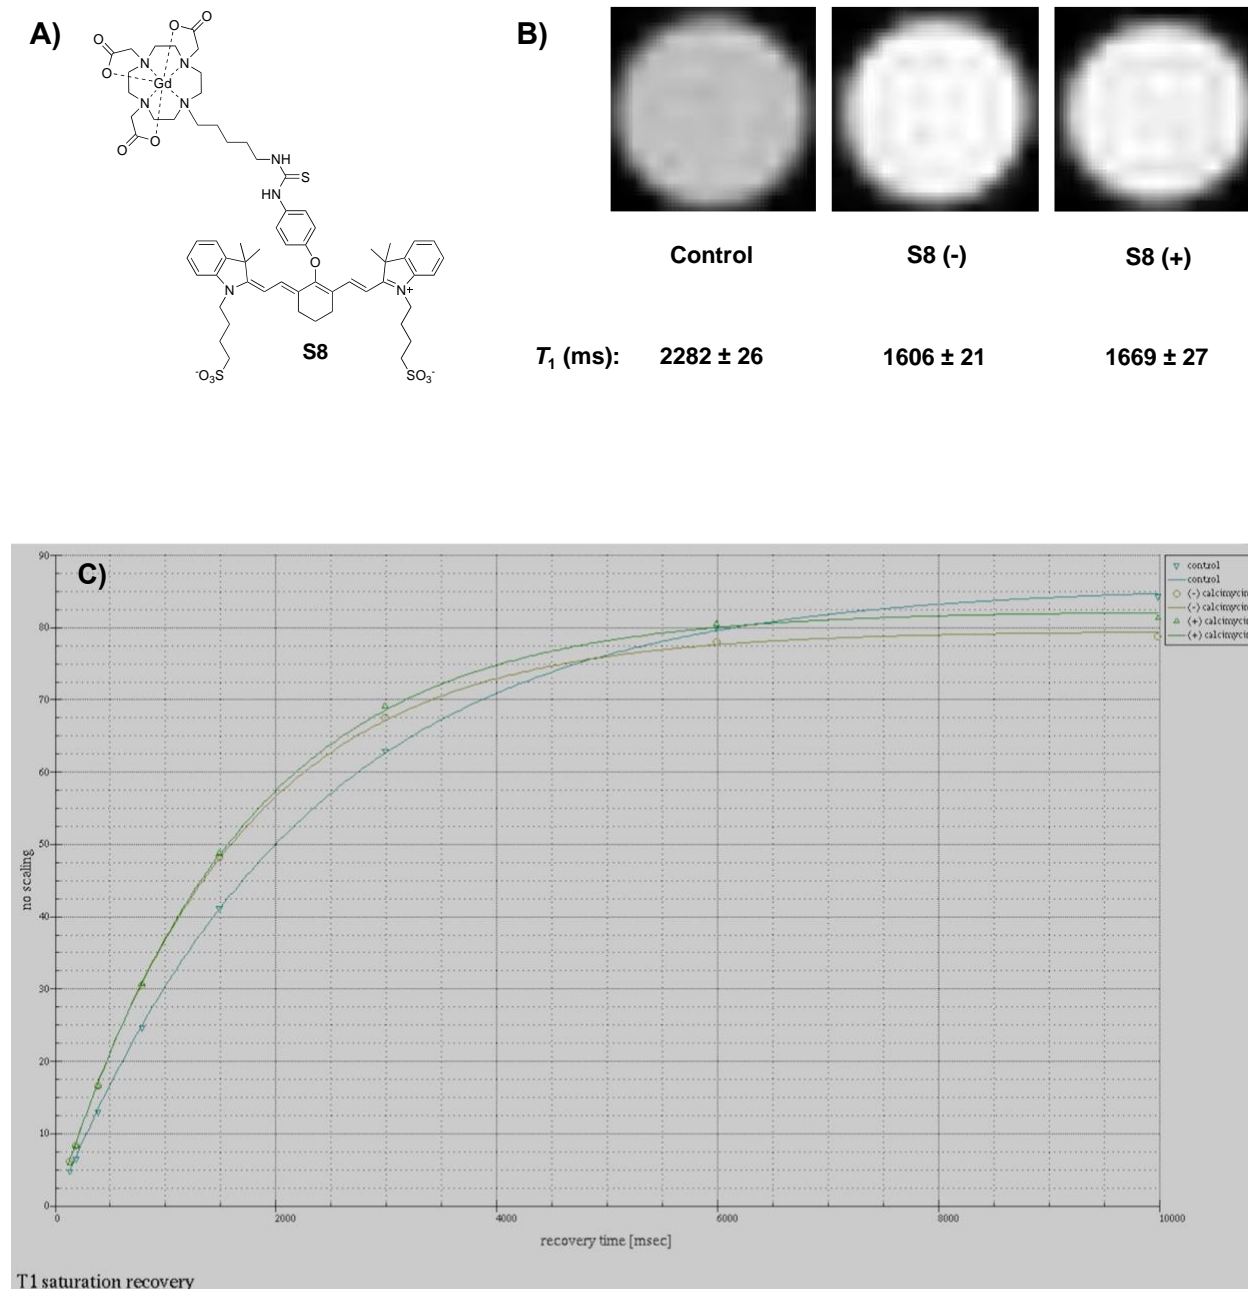 A)
B)
O
O
O
O
N
N
Gd
N
N
O
O
NH
S
HN
O
N
N+
S8
-O3S
SO3-
Control
S8 (-)
S8 (+)
T1 (ms):
2282 ± 26
1606 ± 21
1669 ± 27
C)
90
80
70
60
50
40
30
20
10
0
no scaling
0
2000
4000
6000
8000
10000
recovery time [msec]
control
control
(-) calcimycin
(-) calcimycin
(+) calcimycin
(+) calcimycin
T1 saturation recovery